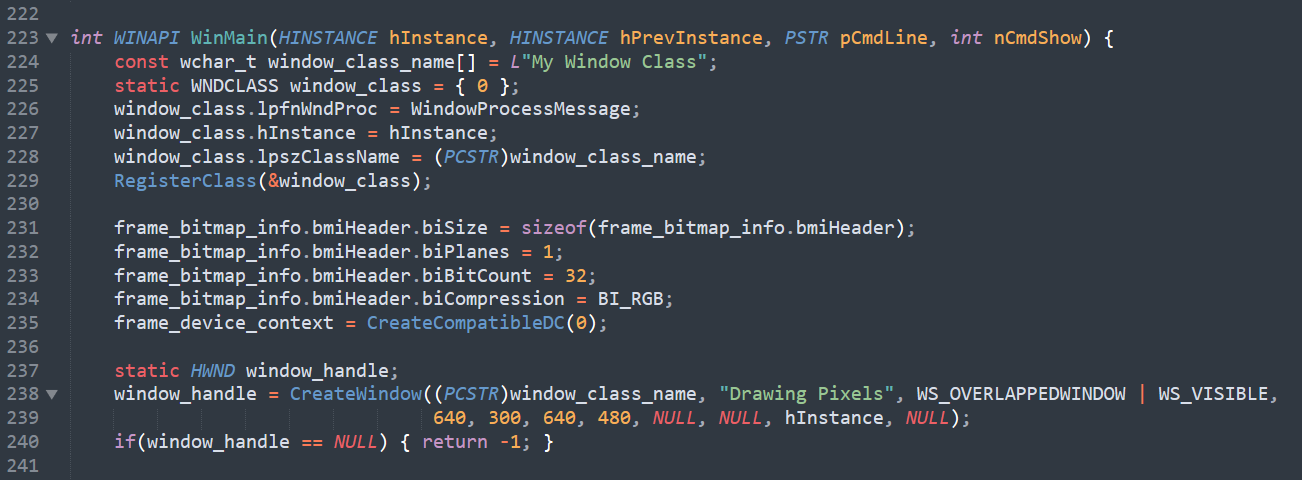 222
223 int WINAPI WinMain(HINSTANCE hInstance, HINSTANCE hPrevInstance, PSTR pCmdLine, int nCmdShow) {
224     const wchar_t window_class_name[] = L"My Window Class";
225     static WNDCLASS window_class = { 0 };
226     window_class.lpfnWndProc = WindowProcessMessage;
227     window_class.hInstance = hInstance;
228     window_class.lpszClassName = (PCSTR)window_class_name;
229     RegisterClass(&window_class);
230
231     frame_bitmap_info.bmiHeader.biSize = sizeof(frame_bitmap_info.bmiHeader);
232     frame_bitmap_info.bmiHeader.biPlanes = 1;
233     frame_bitmap_info.bmiHeader.biBitCount = 32;
234     frame_bitmap_info.bmiHeader.biCompression = BI_RGB;
235     frame_device_context = CreateCompatibleDC(0);
236
237     static HWND window_handle;
238     window_handle = CreateWindow((PCSTR)window_class_name, "Drawing Pixels", WS_OVERLAPPEDWINDOW | WS_VISIBLE,
239                                  640, 300, 640, 480, NULL, NULL, hInstance, NULL);
240     if(window_handle == NULL) { return -1; }
241